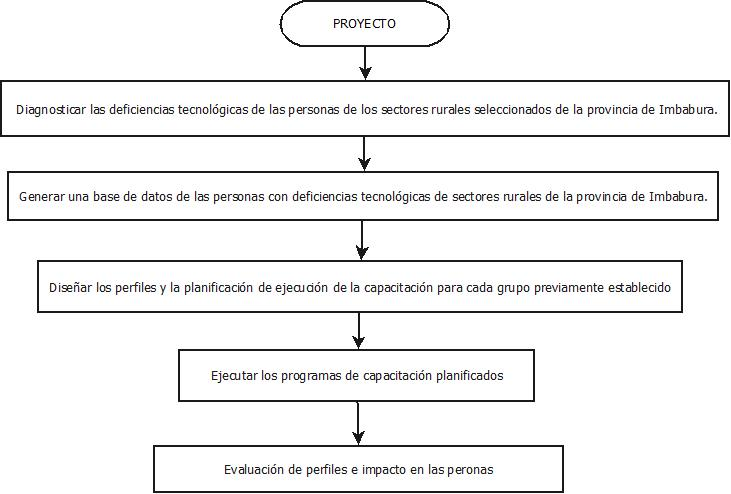 PROYECTO
Diagnosticar las deficiencias tecnológicas de las personas de los sectores rurales seleccionados de la provincia de Imbabura.
Generar una base de datos de las personas con deficiencias tecnológicas de sectores rurales de la provincia de Imbabura.
Diseñar los perfiles y la planificación de ejecución de la capacitación para cada grupo previamente establecido
Ejecutar los programas de capacitación planificados
Evaluación de perfiles e impacto en las peronas